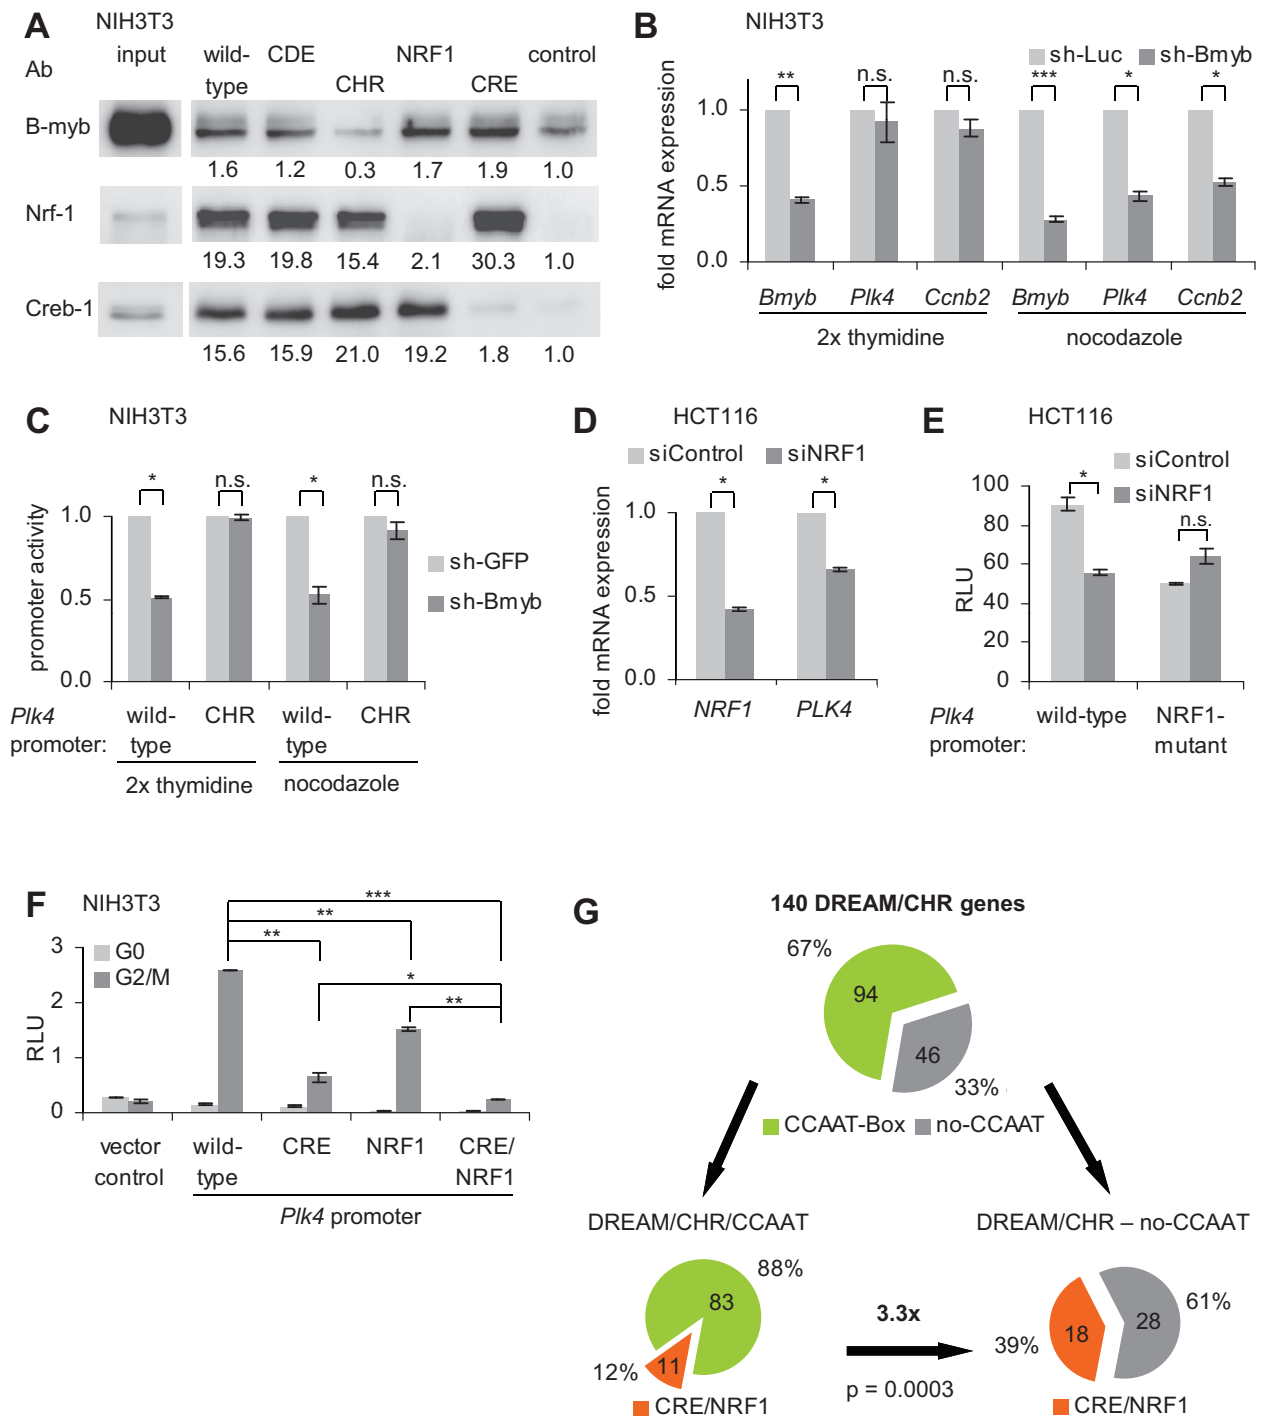 A
NIH3T3
Ab
input
wild-type
CDE
CHR
NRF1
CRE
control
B-myb
1.6 1.2 0.3 1.7 1.9 1.0
Nrf-1
19.3 19.8 15.4 2.1 30.3 1.0
Creb-1
15.6 15.9 21.0 19.2 1.8 1.0
B
NIH3T3
sh-Luc sh-Bmyb
fold mRNA expression
** n.s. n.s. *** * *
1.0
0.5
0.0
Bmyb Plk4 Ccnb2 Bmyb Plk4 Ccnb2
2x thymidine nocodazole
C
NIH3T3
promoter activity
* n.s. * n.s.
1.0
0.5
0.0
sh-GFP
sh-Bmyb
Plk4 promoter:
wild-type CHR wild-type CHR
2x thymidine nocodazole
D
HCT116
siControl siNRF1
fold mRNA expression
* *
1.0
0.5
0.0
NRF1 PLK4
E
HCT116
siControl
siNRF1
RLU
* n.s.
100
80
60
40
20
0
Plk4 promoter:
wild-type NRF1-mutant
F
NIH3T3
G0
G2/M
RLU
***
**
**
*
**
3
2
1
0
vector control
wild-type
CRE
NRF1
CRE/NRF1
Plk4 promoter
G
140 DREAM/CHR genes
67%
94
46
33%
CCAAT-Box no-CCAAT
DREAM/CHR/CCAAT
88%
83
12%
11
CRE/NRF1
3.3x
p = 0.0003
DREAM/CHR – no-CCAAT
61%
28
39%
18
CRE/NRF1